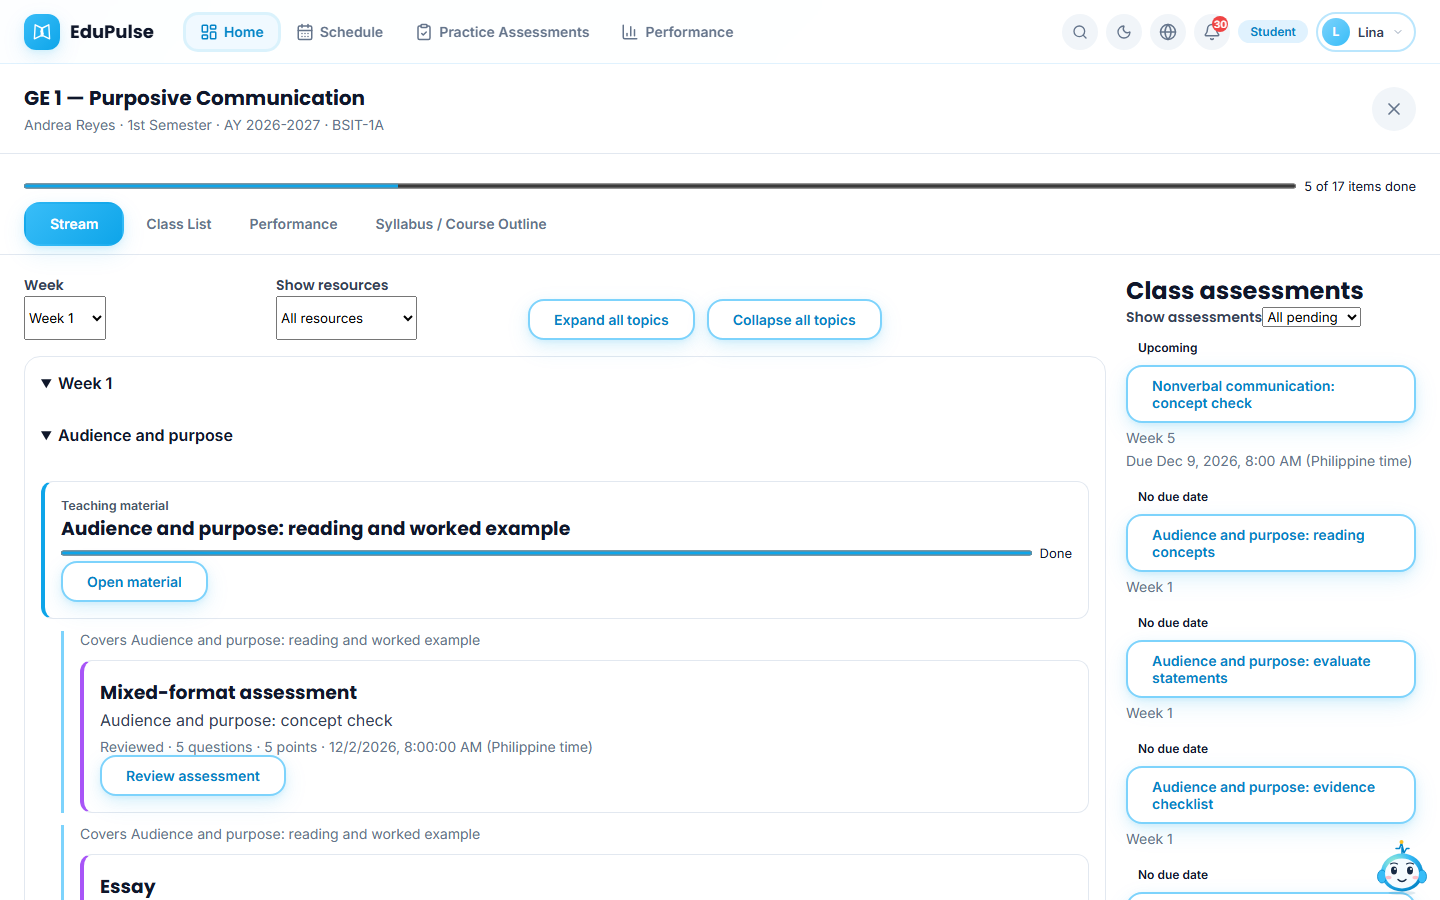 EduPulse
Home
Schedule
Practice Assessments
Performance
30
Student
L
Lina
GE 1 — Purposive Communication
Andrea Reyes · 1st Semester · AY 2026-2027 · BSIT-1A
5 of 17 items done
Stream
Class List
Performance
Syllabus / Course Outline
Week
Week 1
Show resources
All resources
Expand all topics
Collapse all topics
Week 1
Audience and purpose
Teaching material
Audience and purpose: reading and worked example
Done
Open material
Covers Audience and purpose: reading and worked example
Mixed-format assessment
Audience and purpose: concept check
Reviewed · 5 questions · 5 points · 12/2/2026, 8:00:00 AM (Philippine time)
Review assessment
Covers Audience and purpose: reading and worked example
Essay
Class assessments
Show assessments
All pending
Upcoming
Nonverbal communication:
concept check
Week 5
Due Dec 9, 2026, 8:00 AM (Philippine time)
No due date
Audience and purpose: reading
concepts
Week 1
No due date
Audience and purpose: evaluate
statements
Week 1
No due date
Audience and purpose: evidence
checklist
Week 1
No due date